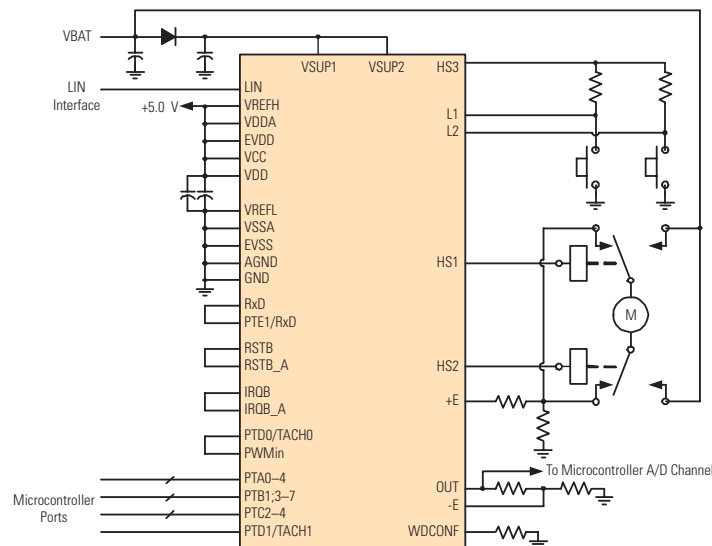 VBAT
VSUP1 VSUP2 HS3
LIN
Interface
LIN
+5.0 V
VREFH
VDDA
EVDD
VCC
VDD
VREFL
VSSA
EVSS
AGND
GND
RxD
PTE1/RxD
RSTB
RSTB_A
IRQB
IRQB_A
PTD0/TACH0
PWMin
Microcontroller
Ports
PTA0–4
PTB1;3–7
PTC2–4
PTD1/TACH1
L1
L2
HS1
M
HS2
+E
To Microcontroller A/D Channel
OUT
-E
WDCONF